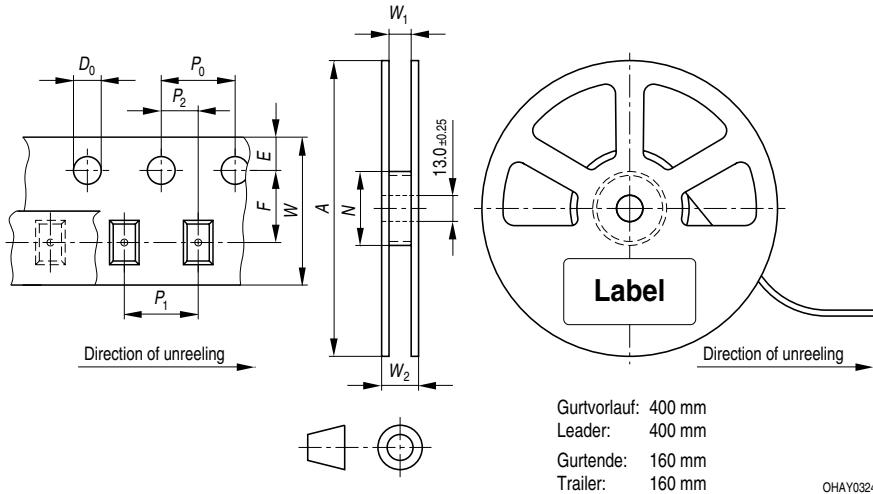 W1
D0
P0
P2
E
F
W
A
N
13.0±0.25
P1
W2
Label
Direction of unreeling
Direction of unreeling
Gurtvorlauf: 400 mm
Leader: 400 mm
Gurtende: 160 mm
Trailer: 160 mm
OHAY0324